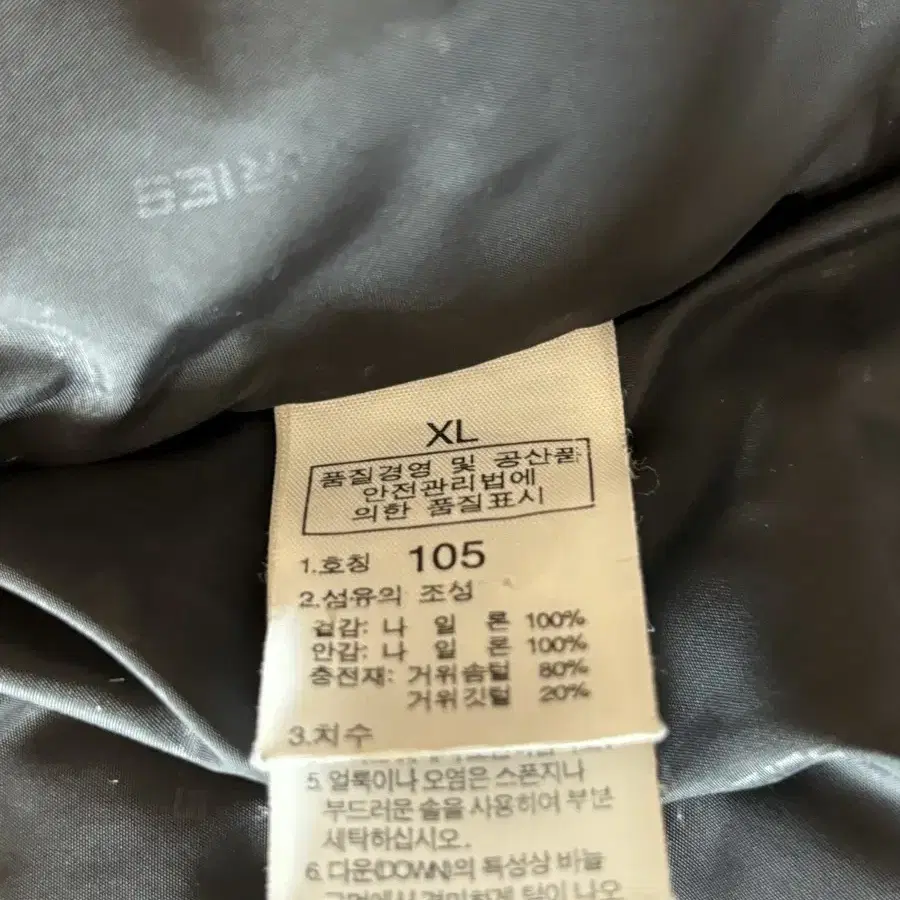 XL
품질경영 및 공산품
안전관리법에
의한 품질표시
1.호칭 105
2.섬유의 조성
겉감: 나 일 론 100%
안감: 나 일 론 100%
충전재: 거위솜털 80%
거위깃털 20%
3.치수
5. 얼룩이나 오염은 스폰지나
부드러운 솔을 사용하여 부분
세탁하십시오.
6. 다운(DOWN)의 특성상 바늘